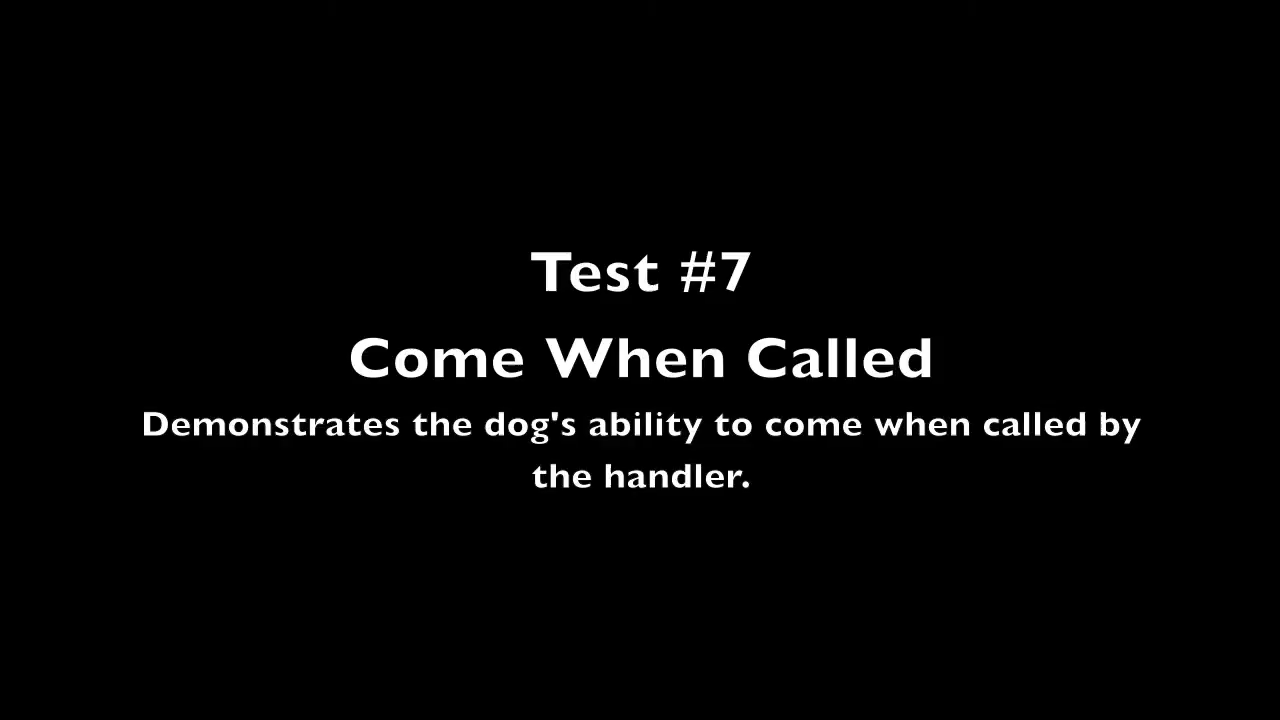 Test #7
Come When Called
Demonstrates the dog's ability to come when called by
the handler.